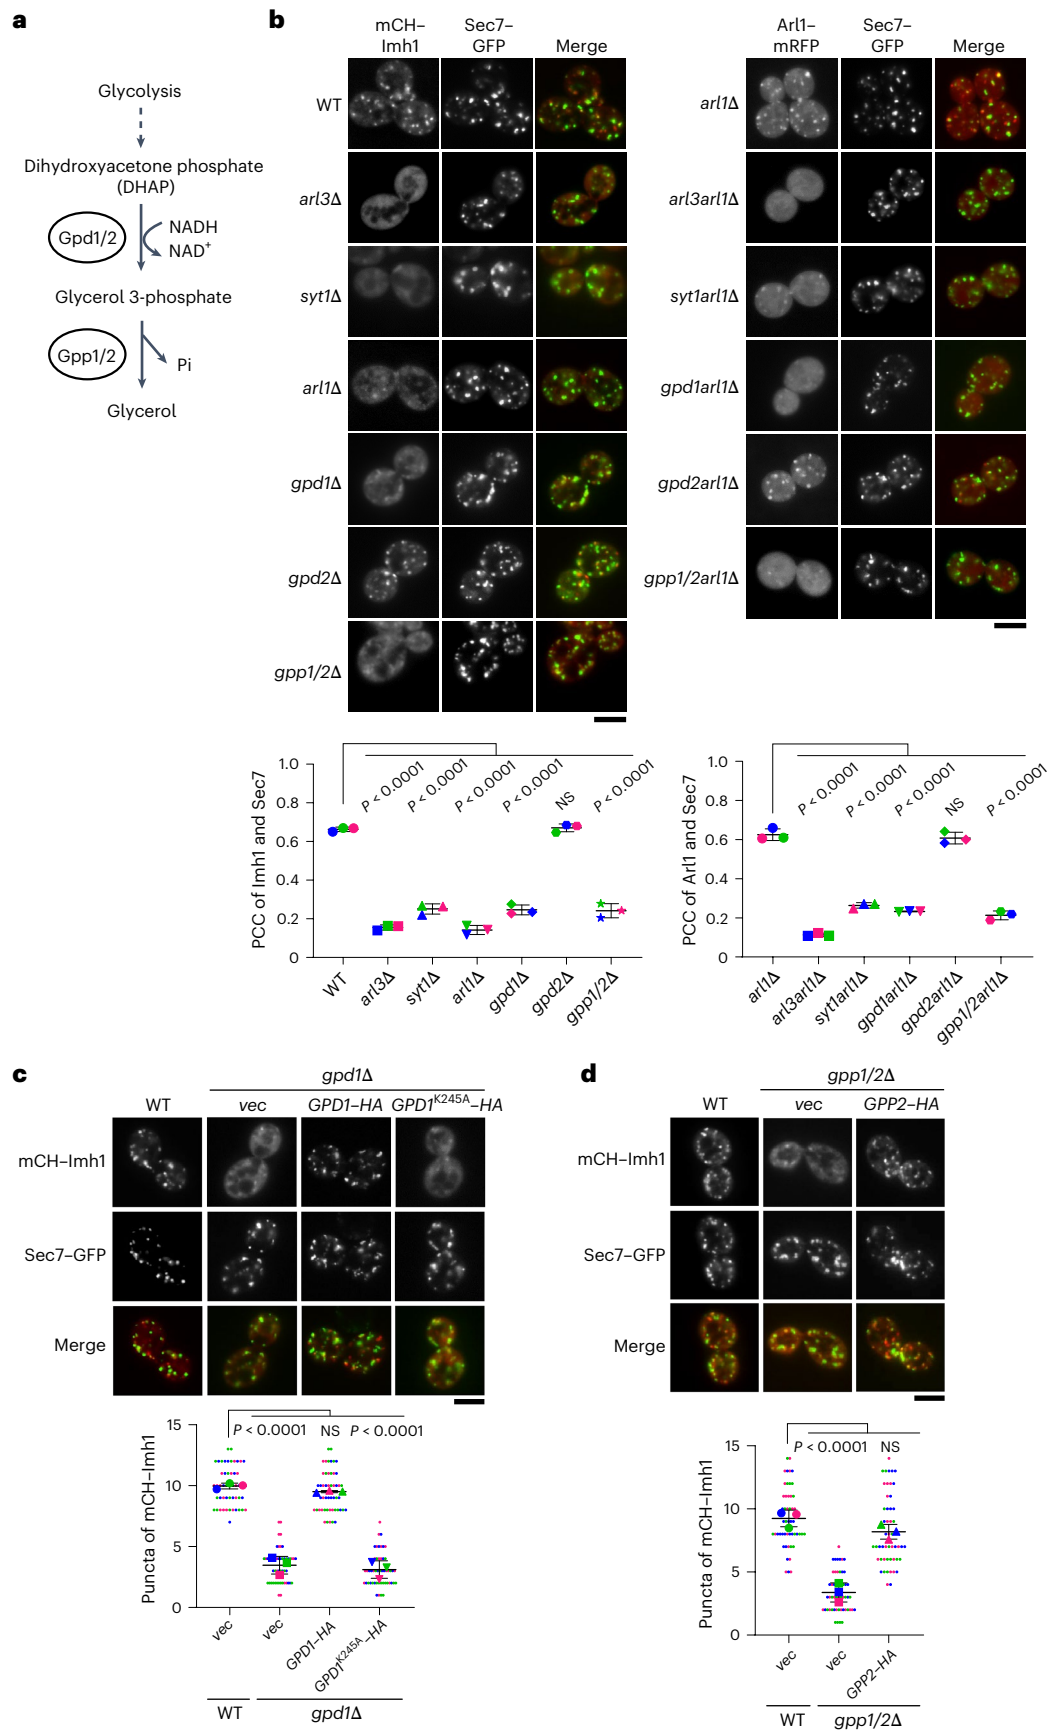 a
Glycolysis
Dihydroxyacetone phosphate
(DHAP)
Gpd1/2
NADH
NAD⁺
Glycerol 3-phosphate
Gpp1/2
Pi
Glycerol
b
mCH–
Imh1
Sec7–
GFP
Merge
WT
arl3Δ
syt1Δ
arl1Δ
gpd1Δ
gpd2Δ
gpp1/2Δ
Arl1–
mRFP
Sec7–
GFP
Merge
arl1Δ
arl3arl1Δ
syt1arl1Δ
gpd1arl1Δ
gpd2arl1Δ
gpp1/2arl1Δ
PCC of Imh1 and Sec7
1.0
0.8
0.6
0.4
0.2
0
P < 0.0001
P < 0.0001
P < 0.0001
P < 0.0001
NS
P < 0.0001
WT
arl3Δ
syt1Δ
arl1Δ
gpd1Δ
gpd2Δ
gpp1/2Δ
PCC of Arl1 and Sec7
1.0
0.8
0.6
0.4
0.2
0
P < 0.0001
P < 0.0001
P < 0.0001
NS
P < 0.0001
arl1Δ
arl3arl1Δ
syt1arl1Δ
gpd1arl1Δ
gpd2arl1Δ
gpp1/2arl1Δ
c
gpd1Δ
WT
vec
GPD1–HA
GPD1ᴷ²⁴⁵ᴬ–HA
mCH–Imh1
Sec7–GFP
Merge
Puncta of mCH–Imh1
15
10
5
0
P < 0.0001
NS
P < 0.0001
vec
vec
GPD1–HA
GPD1ᴷ²⁴⁵ᴬ–HA
WT
gpd1Δ
d
gpp1/2Δ
WT
vec
GPP2–HA
mCH–Imh1
Sec7–GFP
Merge
Puncta of mCH–Imh1
15
10
5
0
P < 0.0001
NS
vec
vec
GPP2–HA
WT
gpp1/2Δ